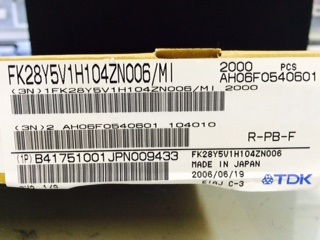 FK28Y5V1H104ZN006/MI 2000 PCS
AH06F0540601
(3N)1FK28Y5V1H104ZN006/MI 2000
(3N)2 AH06F0540601 104010
R-PB-F
(1P) B41751001JPN009433
FK28Y5V1H104ZN006
MADE IN JAPAN
2006/06/19
C-3
TDK